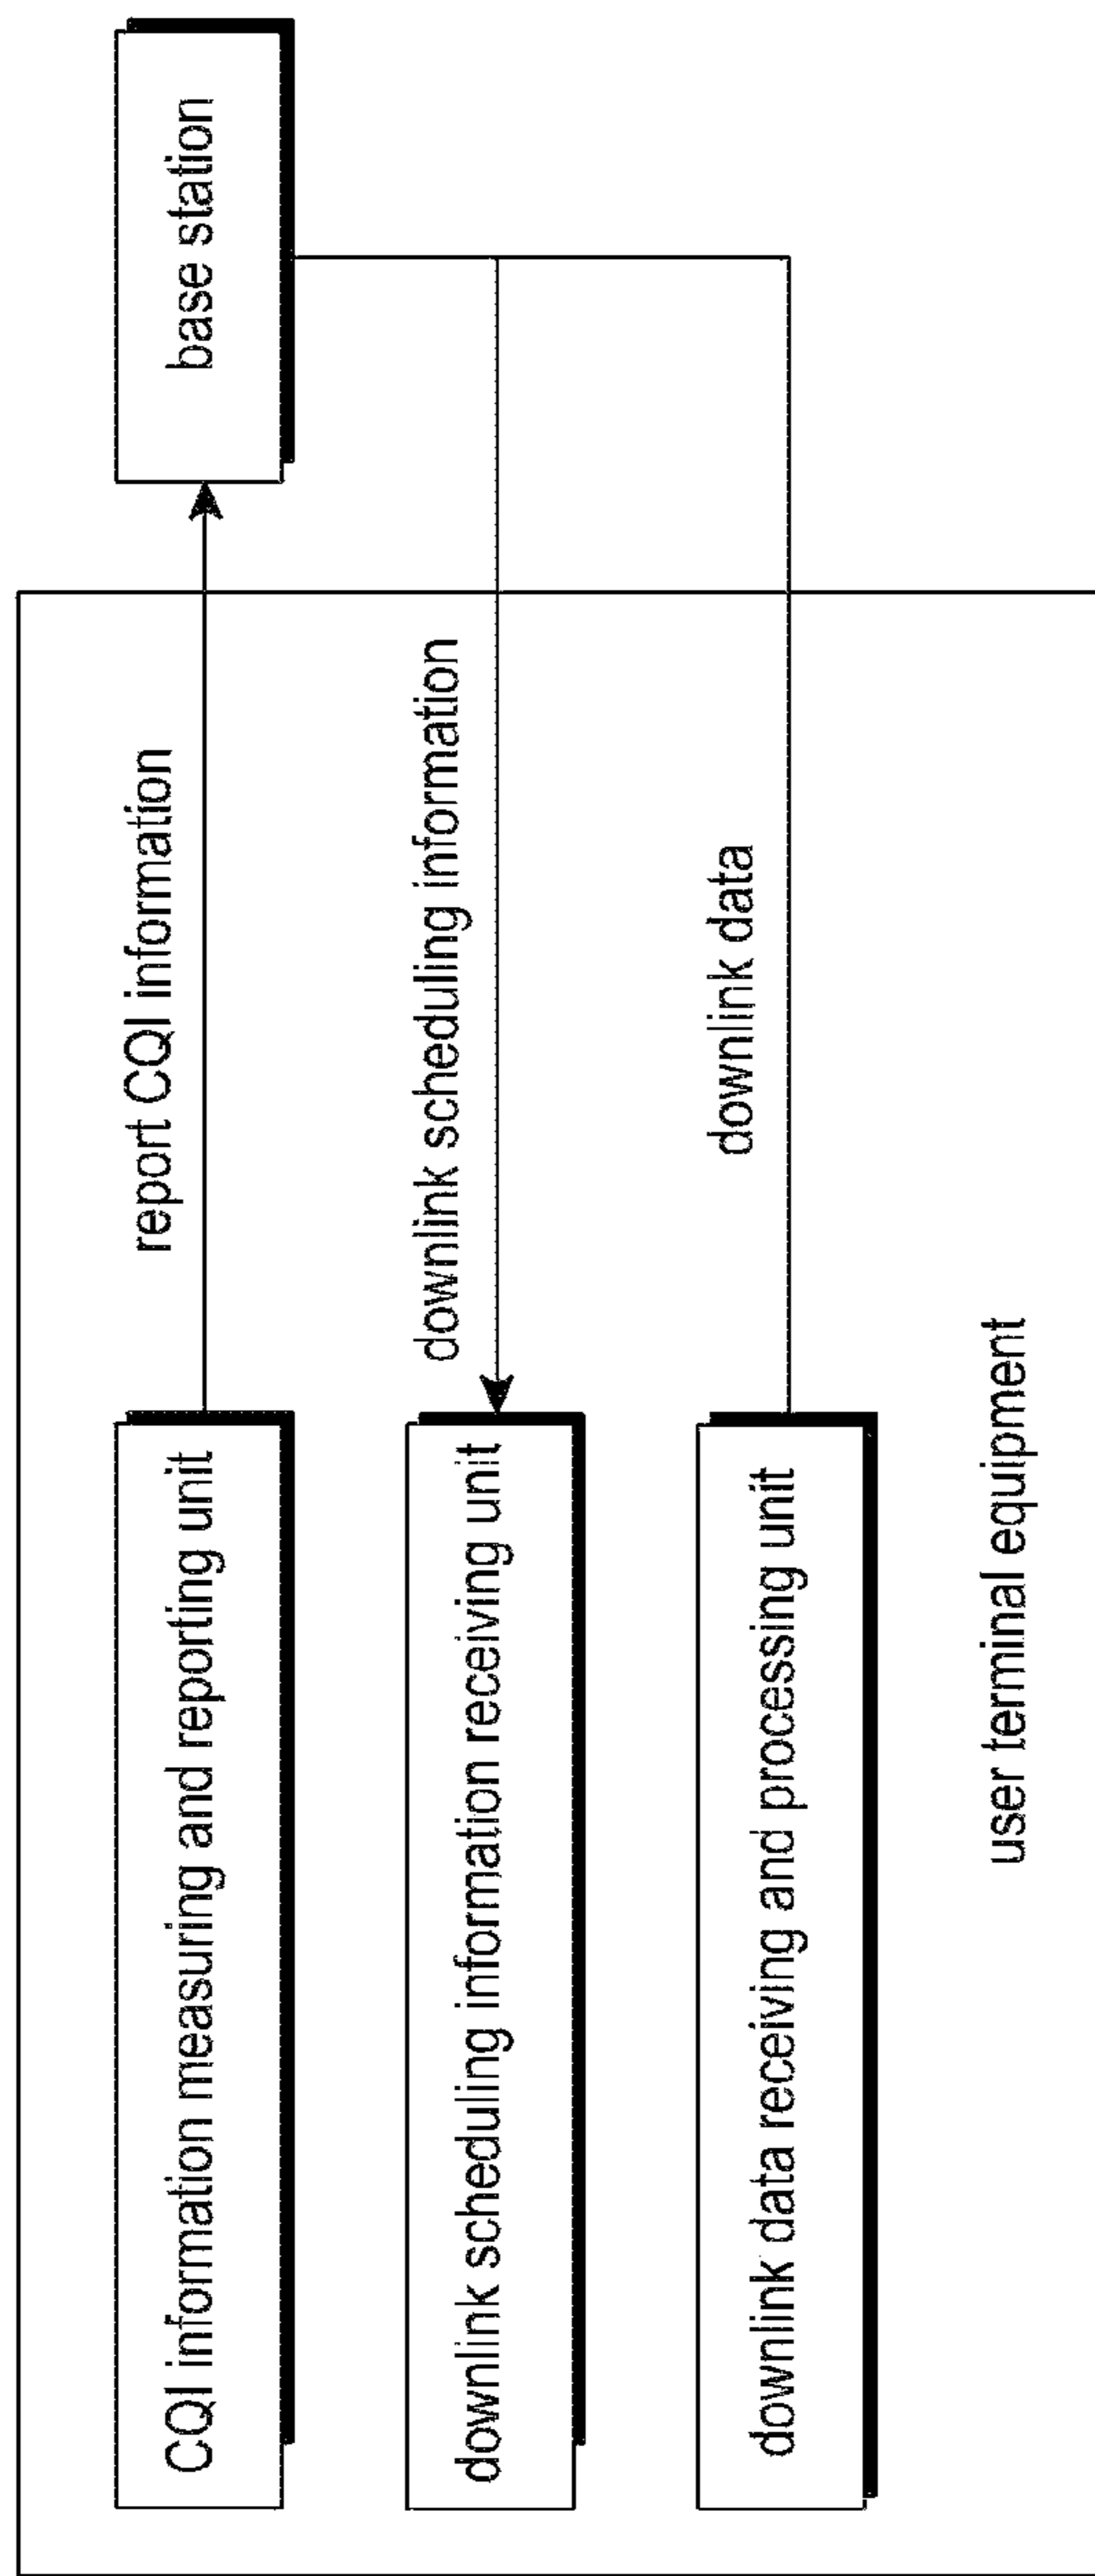 CQI information measuring and reporting unit
report CQI information
base station
downlink scheduling information receiving unit
downlink scheduling information
downlink data receiving and processing unit
downlink data
user terminal equipment